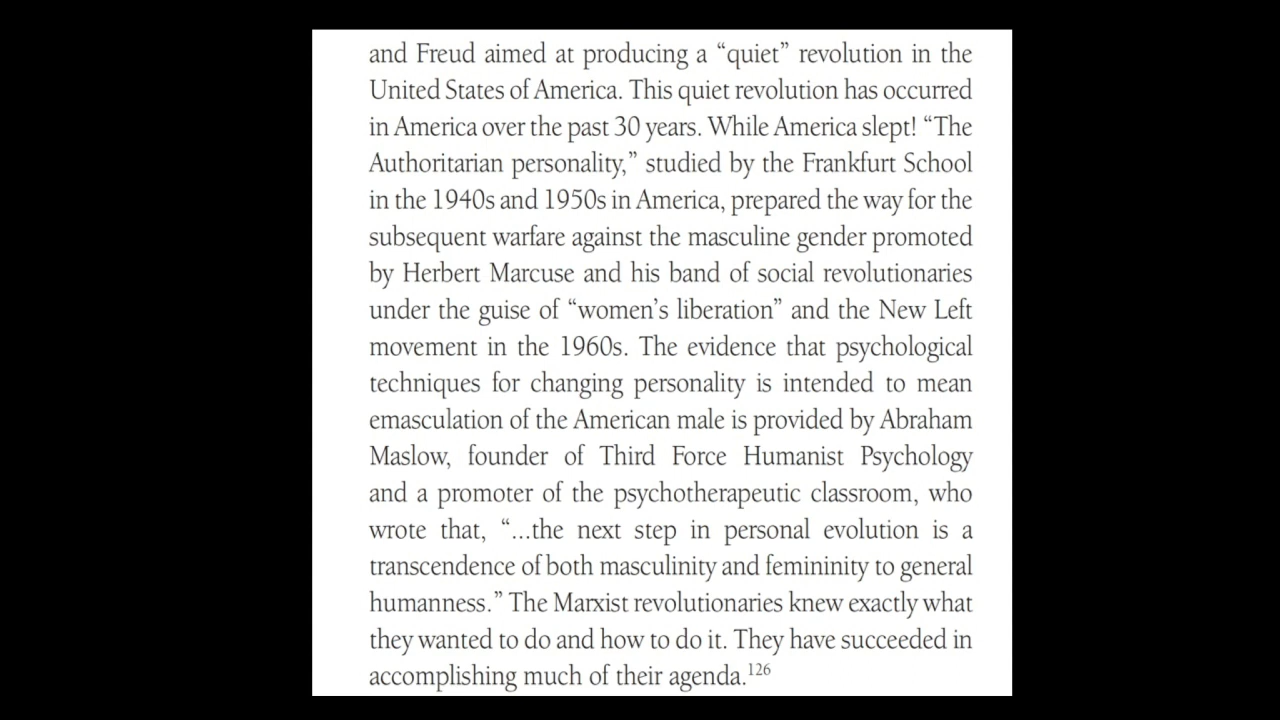 and Freud aimed at producing a “quiet” revolution in the
United States of America. This quiet revolution has occurred
in America over the past 30 years. While America slept! “The
Authoritarian personality,” studied by the Frankfurt School
in the 1940s and 1950s in America, prepared the way for the
subsequent warfare against the masculine gender promoted
by Herbert Marcuse and his band of social revolutionaries
under the guise of “women’s liberation” and the New Left
movement in the 1960s. The evidence that psychological
techniques for changing personality is intended to mean
emasculation of the American male is provided by Abraham
Maslow, founder of Third Force Humanist Psychology
and a promoter of the psychotherapeutic classroom, who
wrote that, “...the next step in personal evolution is a
transcendence of both masculinity and femininity to general
humanness.” The Marxist revolutionaries knew exactly what
they wanted to do and how to do it. They have succeeded in
accomplishing much of their agenda.126